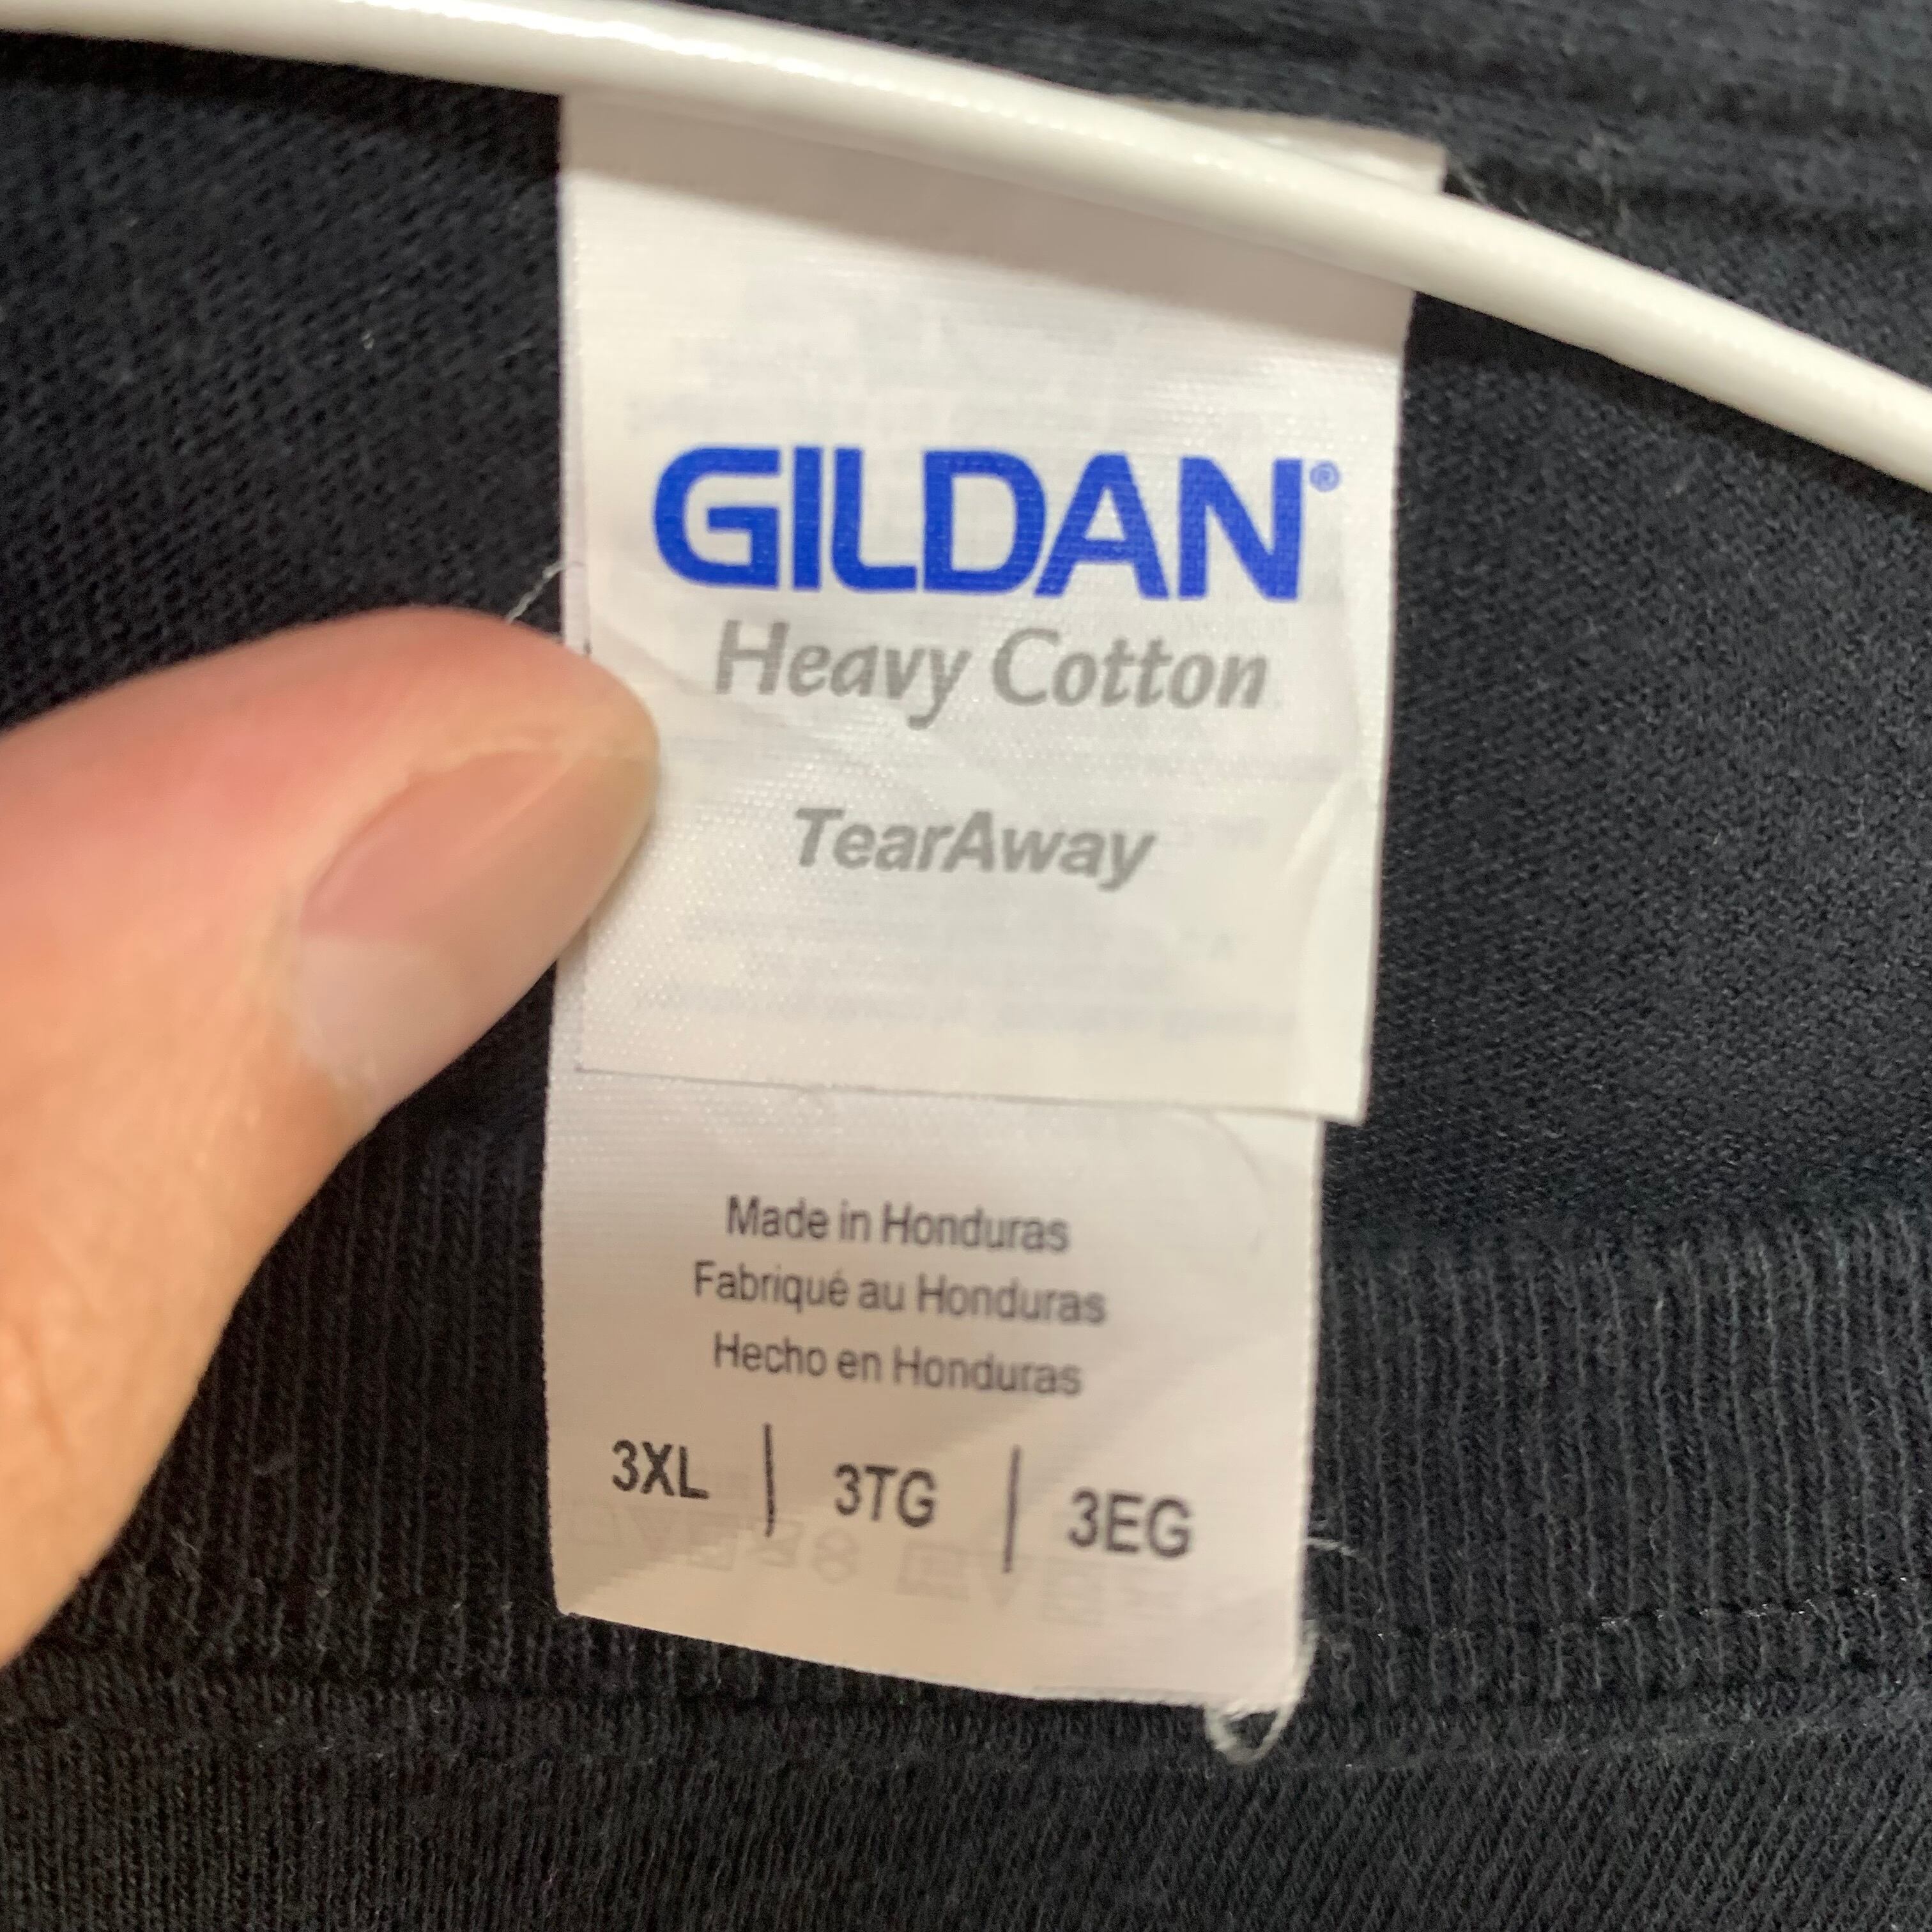 GILDAN®
Heavy Cotton
TearAway
Made in Honduras
Fabriqué au Honduras
Hecho en Honduras
3XL | 3TG | 3EG